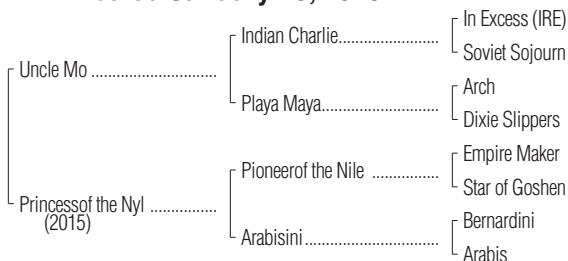 In Excess (IRE)
Indian Charlie
Soviet Sojourn
Uncle Mo
Arch
Playa Maya
Dixie Slippers
Empire Maker
Pioneerof the Nile
Star of Goshen
Princessof the Nyl
(2015)
Bernardini
Arabisini
Arabis